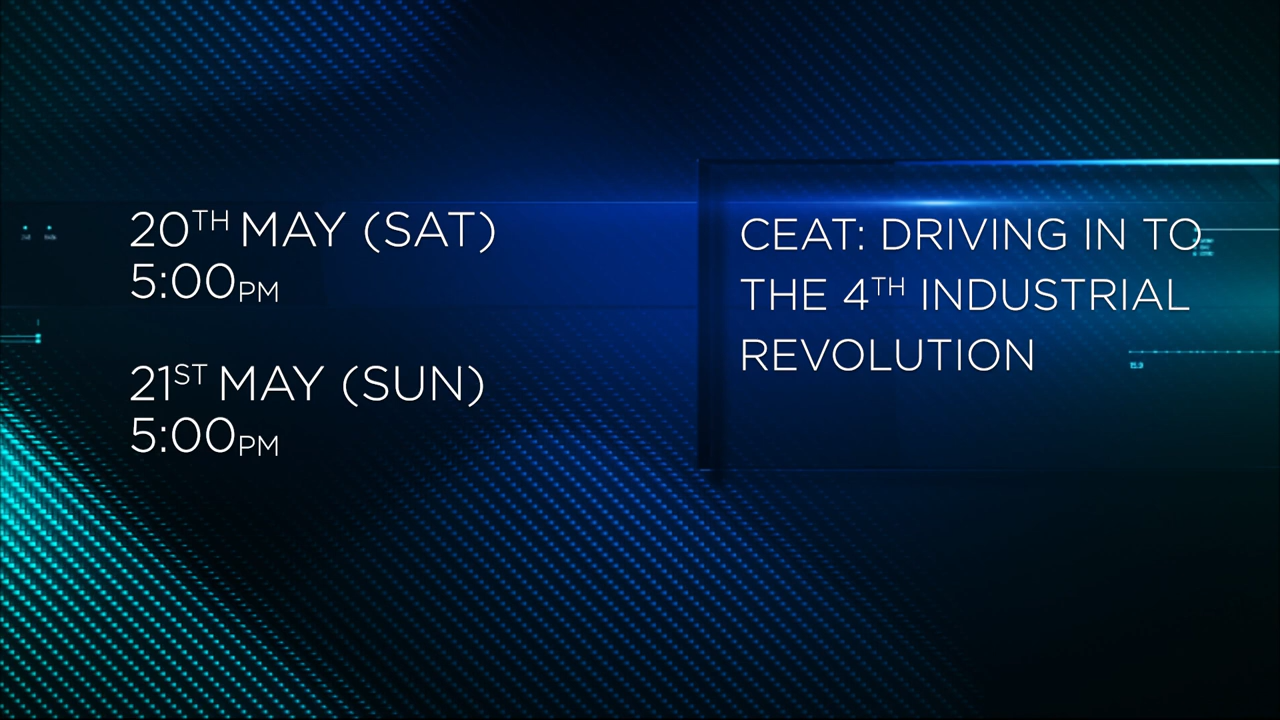 20TH MAY (SAT)
5:00PM
21ST MAY (SUN)
5:00PM
CEAT: DRIVING IN TO
THE 4TH INDUSTRIAL
REVOLUTION